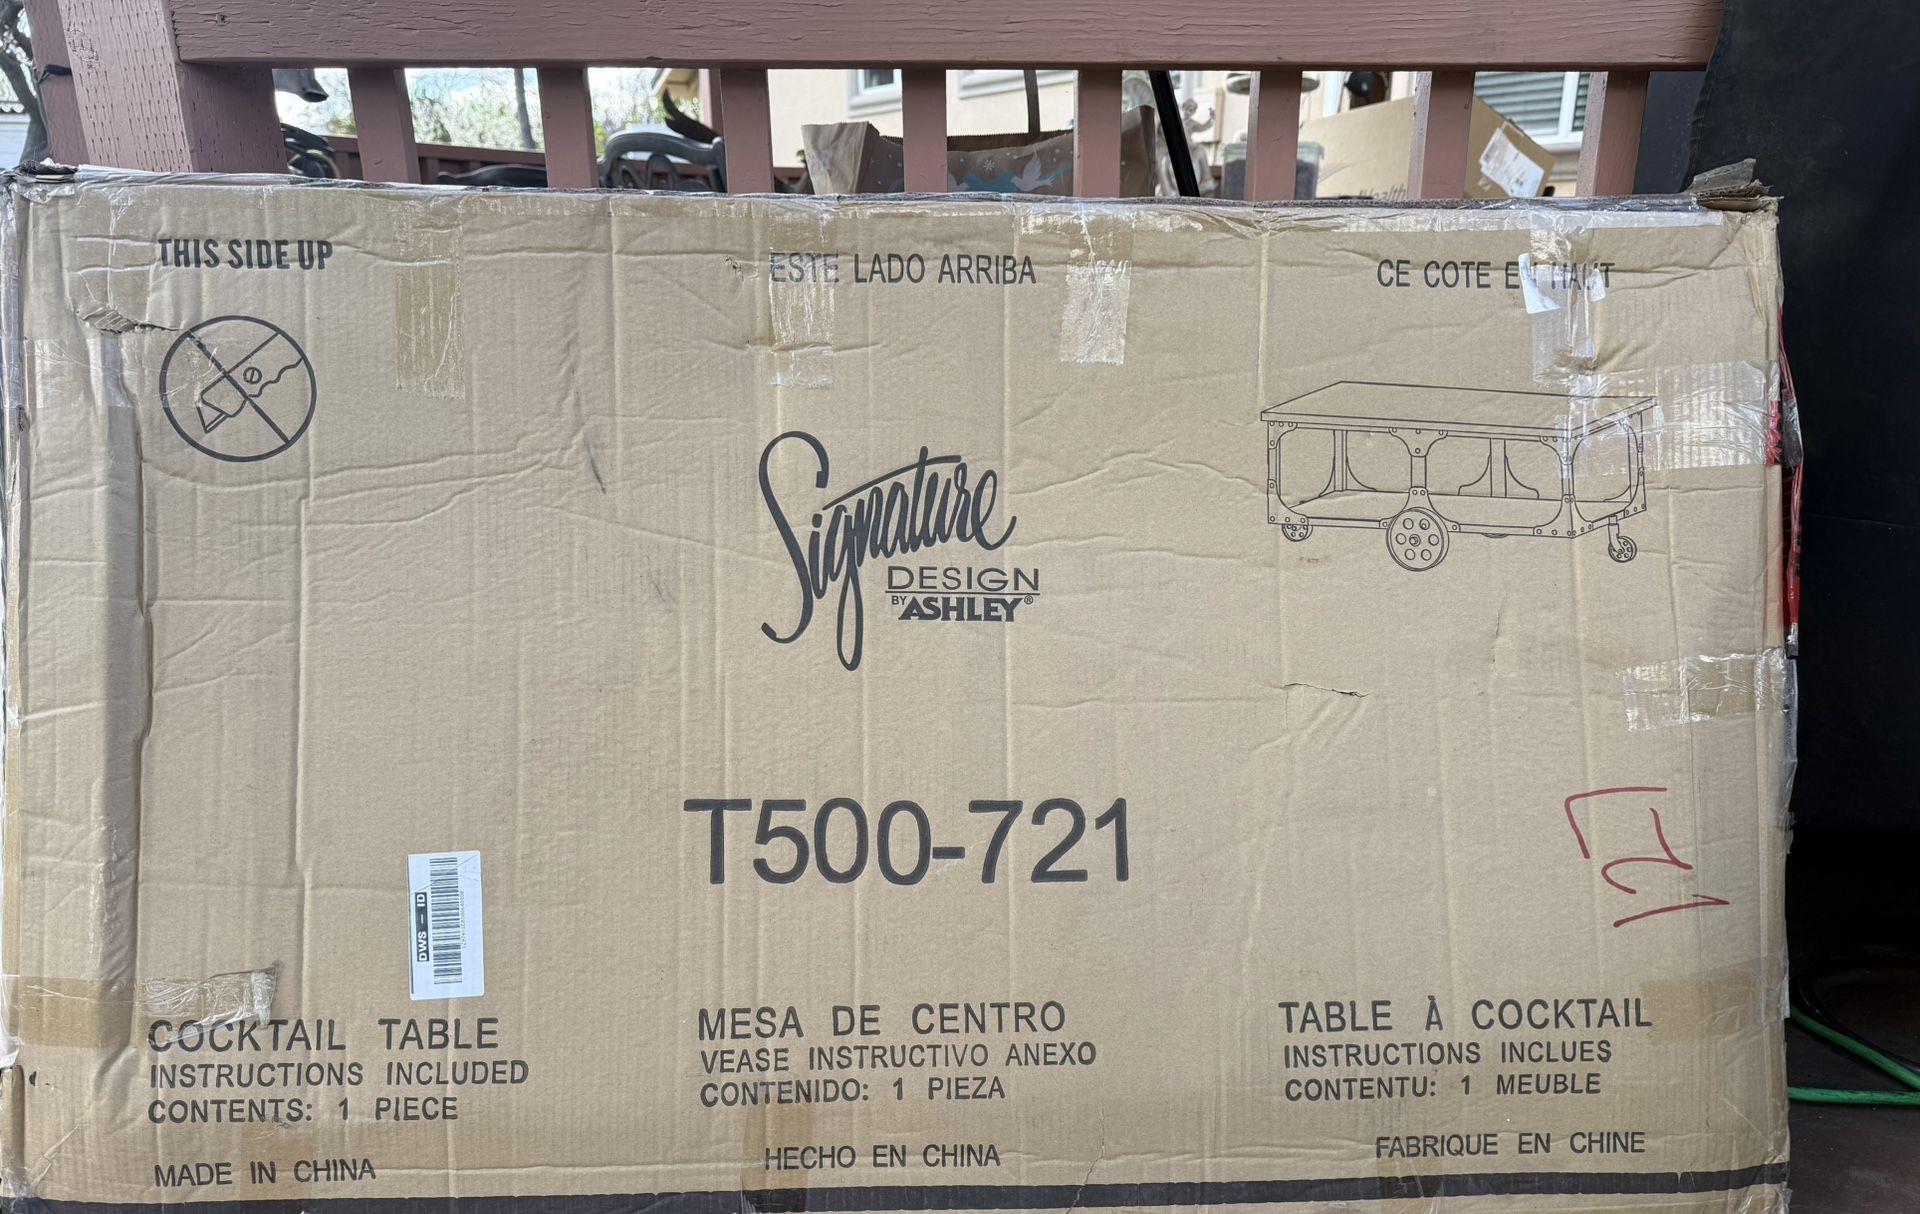 THIS SIDE UP
ESTE LADO ARRIBA
CE COTE EN HAUT
Signature
DESIGN
BY ASHLEY®
T500-721
DWS - ID
COCKTAIL TABLE
INSTRUCTIONS INCLUDED
CONTENTS: 1 PIECE
MADE IN CHINA
MESA DE CENTRO
VEASE INSTRUCTIVO ANEXO
CONTENIDO: 1 PIEZA
HECHO EN CHINA
TABLE À COCKTAIL
INSTRUCTIONS INCLUES
CONTENTU: 1 MEUBLE
FABRIQUE EN CHINE